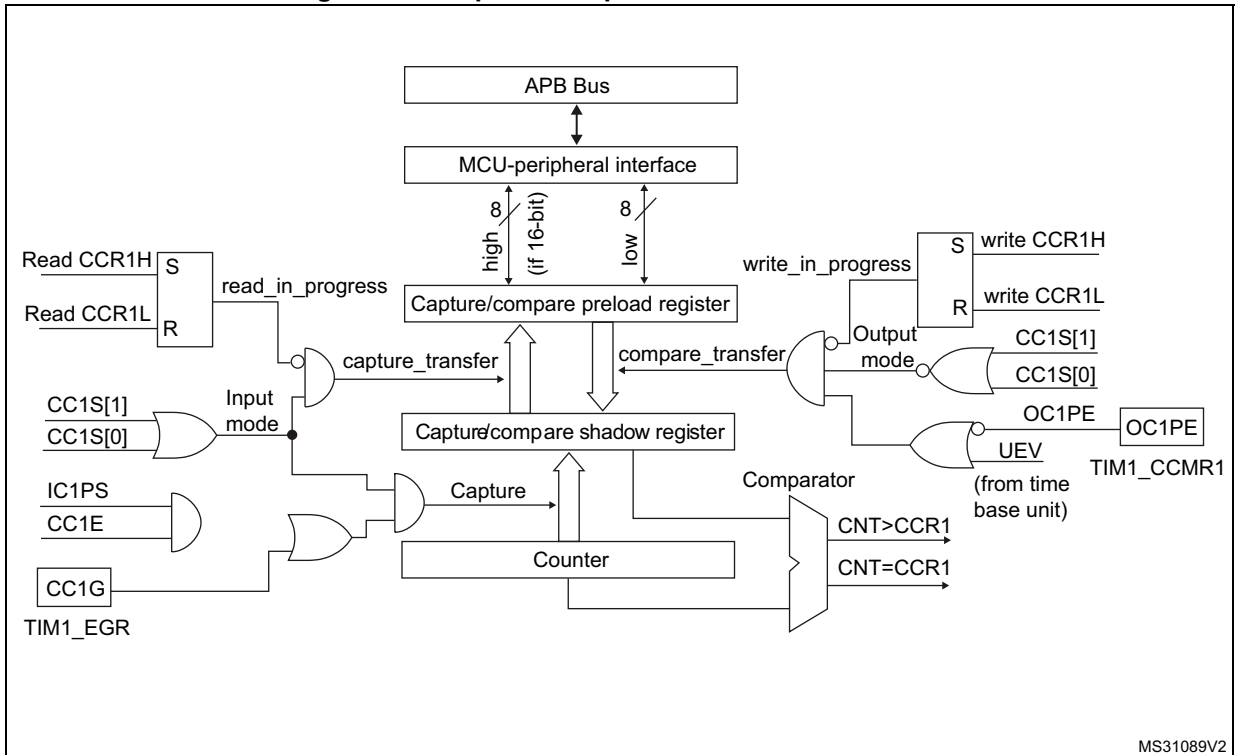 APB Bus
MCU-peripheral interface
8
high
(if 16-bit)
8
low
Read CCR1H
S
read_in_progress
Read CCR1L
R
write_in_progress
S
write CCR1H
R
write CCR1L
Capture/compare preload register
capture_transfer
compare_transfer
Output
mode
CC1S[1]
CC1S[0]
CC1S[1]
CC1S[0]
Input
mode
Capture/compare shadow register
OC1PE
OC1PE
UEV
TIM1_CCMR1
(from time
base unit)
IC1PS
CC1E
Capture
Comparator
CNT>CCR1
CNT=CCR1
Counter
CC1G
TIM1_EGR
MS31089V2